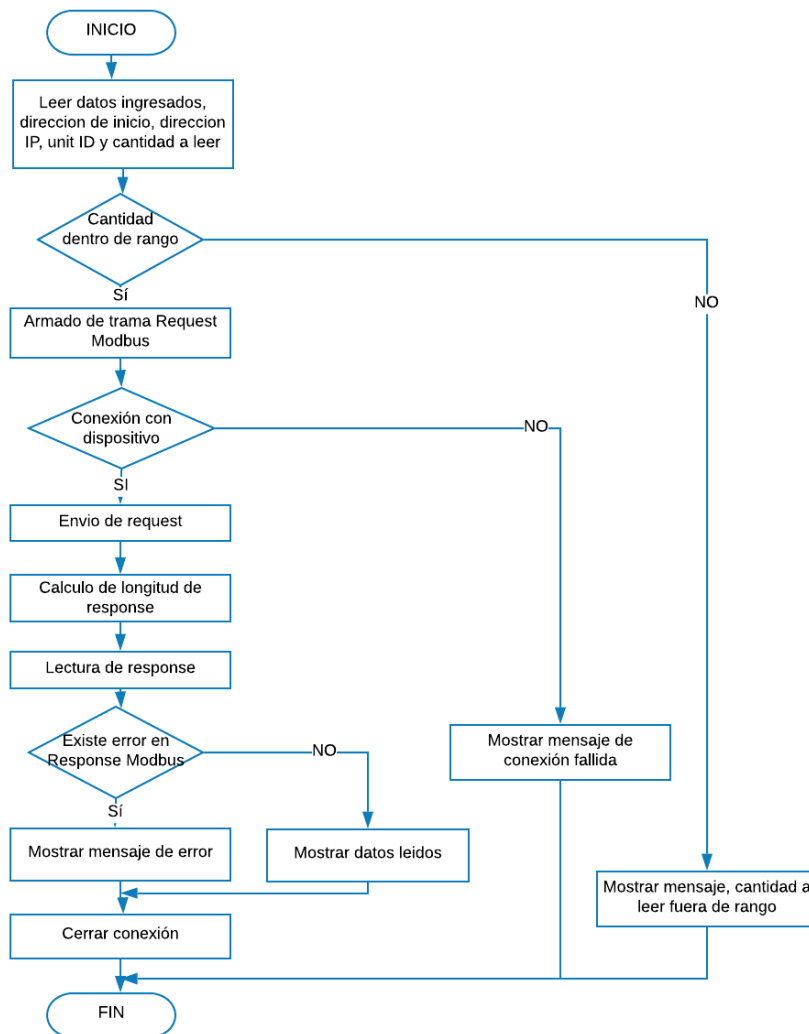 INICIO
Leer datos ingresados,
direccion de inicio, direccion
IP, unit ID y cantidad a leer
Cantidad
dentro de rango
Sí
NO
Armado de trama Request
Modbus
Conexión con
dispositivo
NO
SI
Envio de request
Calculo de longitud de
response
Lectura de response
Existe error en
Response Modbus
NO
Sí
Mostrar mensaje de
conexión fallida
Mostrar mensaje de error
Mostrar datos leidos
Mostrar mensaje, cantidad a
leer fuera de rango
Cerrar conexión
FIN